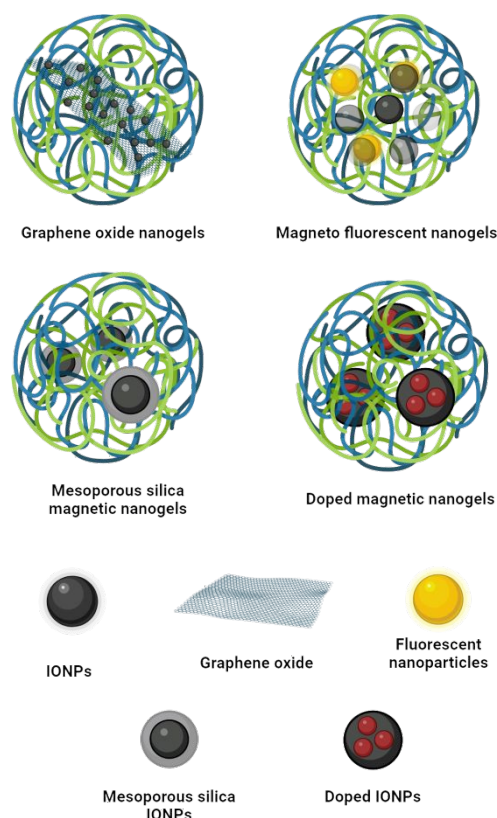 Graphene oxide nanogels
Magneto fluorescent nanogels
Mesoporous silica
magnetic nanogels
Doped magnetic nanogels
IONPs
Graphene oxide
Fluorescent
nanoparticles
Mesoporous silica
IONPs
Doped IONPs